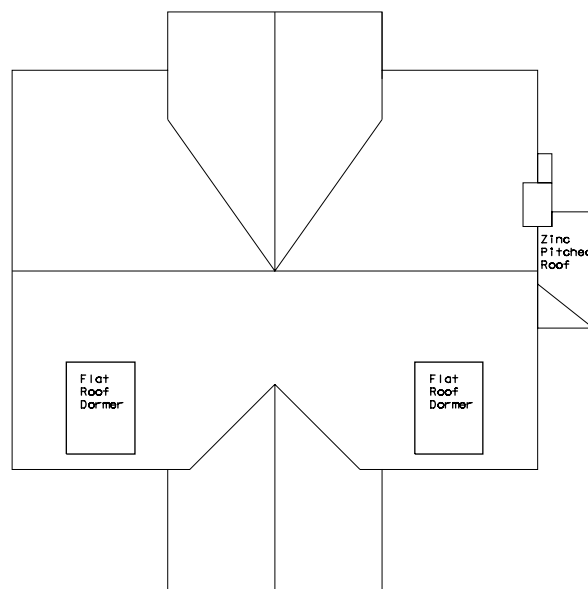 Zinc
Pitched
Roof
Flat
Roof
Dormer
Flat
Roof
Dormer